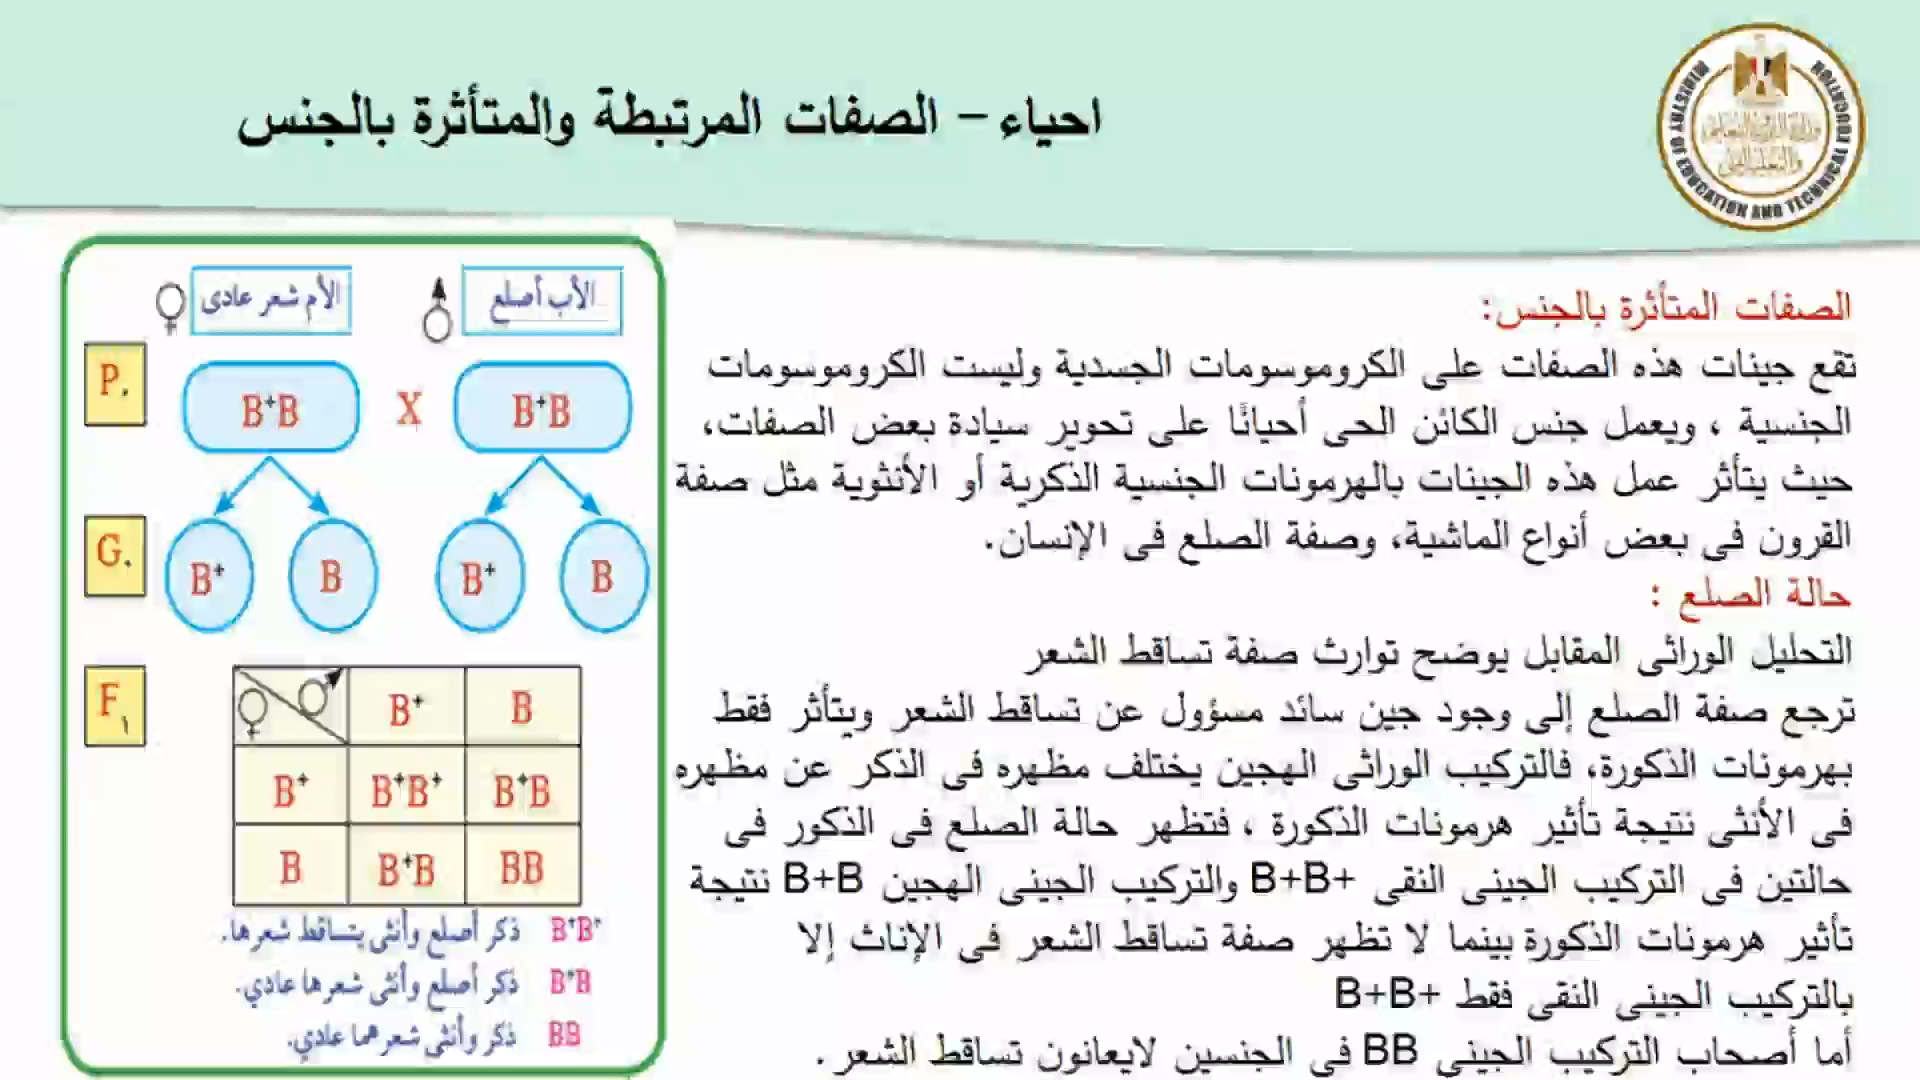 احياء – الصفات المرتبطة والمتأثرة بالجنس
MINISTRY OF EDUCATION AND TECHNICAL EDUCATION
الصفات المتأثرة بالجنس:
تقع جينات هذه الصفات على الكروموسومات الجسدية وليست الكروموسومات
الجنسية ، ويعمل جنس الكائن الحى أحيانًا على تحوير سيادة بعض الصفات،
حيث يتأثر عمل هذه الجينات بالهرمونات الجنسية الذكرية أو الأنثوية مثل صفة
القرون فى بعض أنواع الماشية، وصفة الصلع فى الإنسان.
حالة الصلع :
التحليل الوراثى المقابل يوضح توارث صفة تساقط الشعر
ترجع صفة الصلع إلى وجود جين سائد مسؤول عن تساقط الشعر ويتأثر فقط
بهرمونات الذكورة، فالتركيب الوراثى الهجين يختلف مظهره فى الذكر عن مظهره
فى الأنثى نتيجة تأثير هرمونات الذكورة ، فتظهر حالة الصلع فى الذكور فى
حالتين فى التركيب الجينى النقى B+B+ والتركيب الجينى الهجين B+B نتيجة
تأثير هرمونات الذكورة بينما لا تظهر صفة تساقط الشعر فى الإناث إلا
بالتركيب الجينى النقى فقط B+B+
أما أصحاب التركيب الجينى BB فى الجنسين لايعانون تساقط الشعر .
الأب أصلع ♂ الأم شعر عادى ♀
P. B⁺B X B⁺B
G. B⁺ B B⁺ B
F₁ ♀ ♂ B⁺ B
B⁺ B⁺B⁺ B⁺B
B B⁺B BB
B⁺B⁺ ذكر أصلع وأنثى يتساقط شعرها.
B⁺B ذكر أصلع وأنثى شعرها عادي.
BB ذكر وأنثى شعرهما عادي.